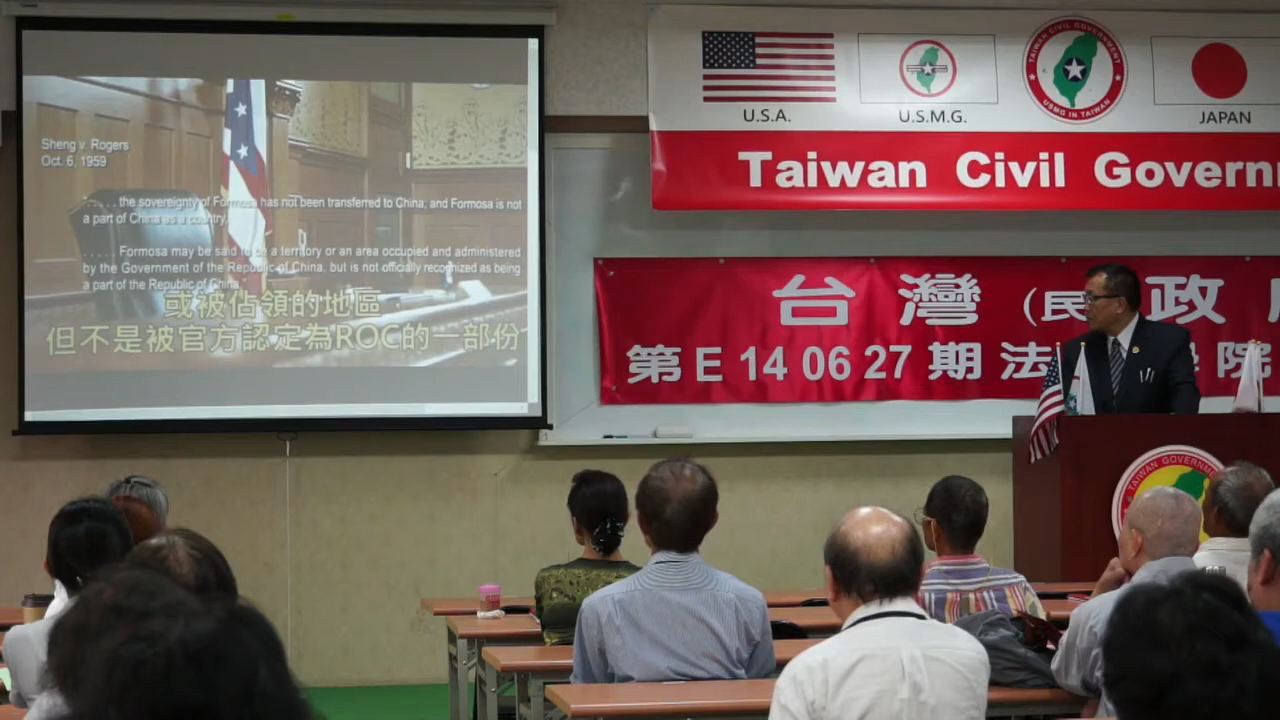 Sheng v. Rogers
Oct. 6, 1959
. . . . . the sovereignty of Formosa has not been transferred to China; and Formosa is not
a part of China as a country.
. . . . . Formosa may be said to be a territory or an area occupied and administered
by the Government of the Republic of China, but is not officially recognized as being
a part of the Republic of China.
或被佔領的地區
但不是被官方認定為ROC的一部份
U.S.A.
U.S.M.G.
TAIWAN CIVIL GOVERNMENT
USMG IN TAIWAN
JAPAN
Taiwan Civil Govern
台灣(民政
第E 14 06 27 期法 學院
TAIWAN GOVERNMENT